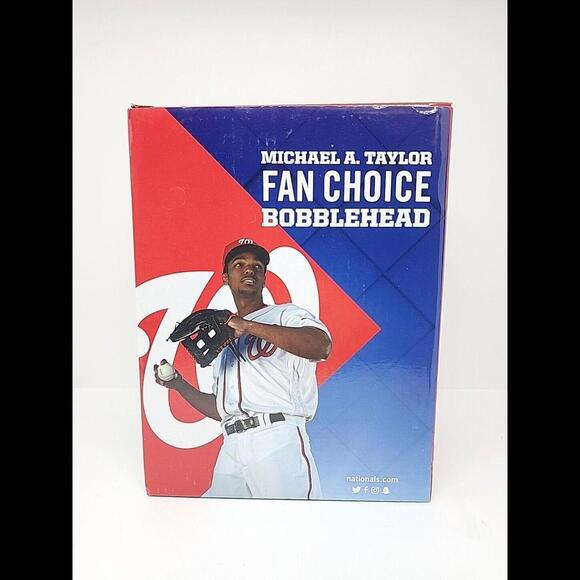 MICHAEL A. TAYLOR
FAN CHOICE
BOBBLEHEAD
nationals.com